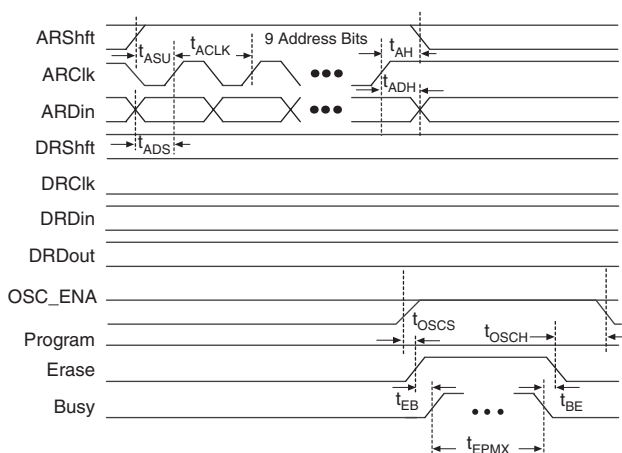 ARShft
tASU
tACLK
9 Address Bits
tAH
ARClk
tADH
ARDin
DRShft
tADS
DRClk
DRDin
DRDout
OSC_ENA
tOSCS
tOSCH
Program
Erase
tEB
tBE
Busy
tEPMX